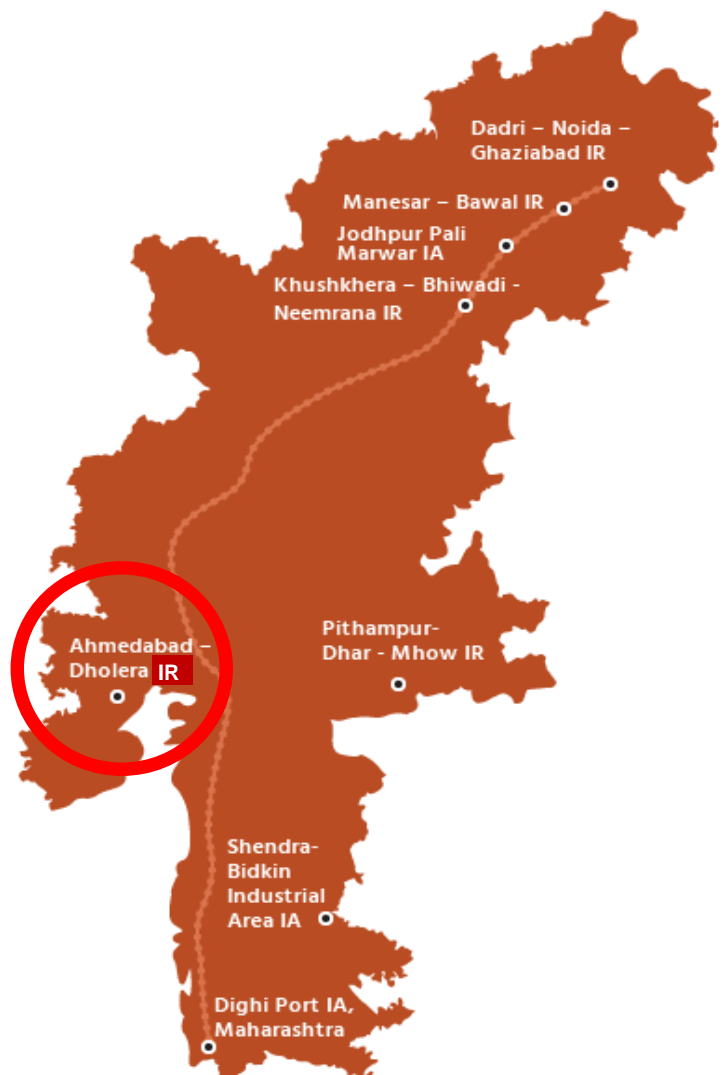 Dadri – Noida –
Ghaziabad IR
Manesar – Bawal IR
Jodhpur Pali
Marwar IA
Khushkhera – Bhiwadi -
Neemrana IR
Ahmedabad –
Dholera IR
Pithampur-
Dhar - Mhow IR
Shendra-
Bidkin
Industrial
Area IA
Dighi Port IA,
Maharashtra